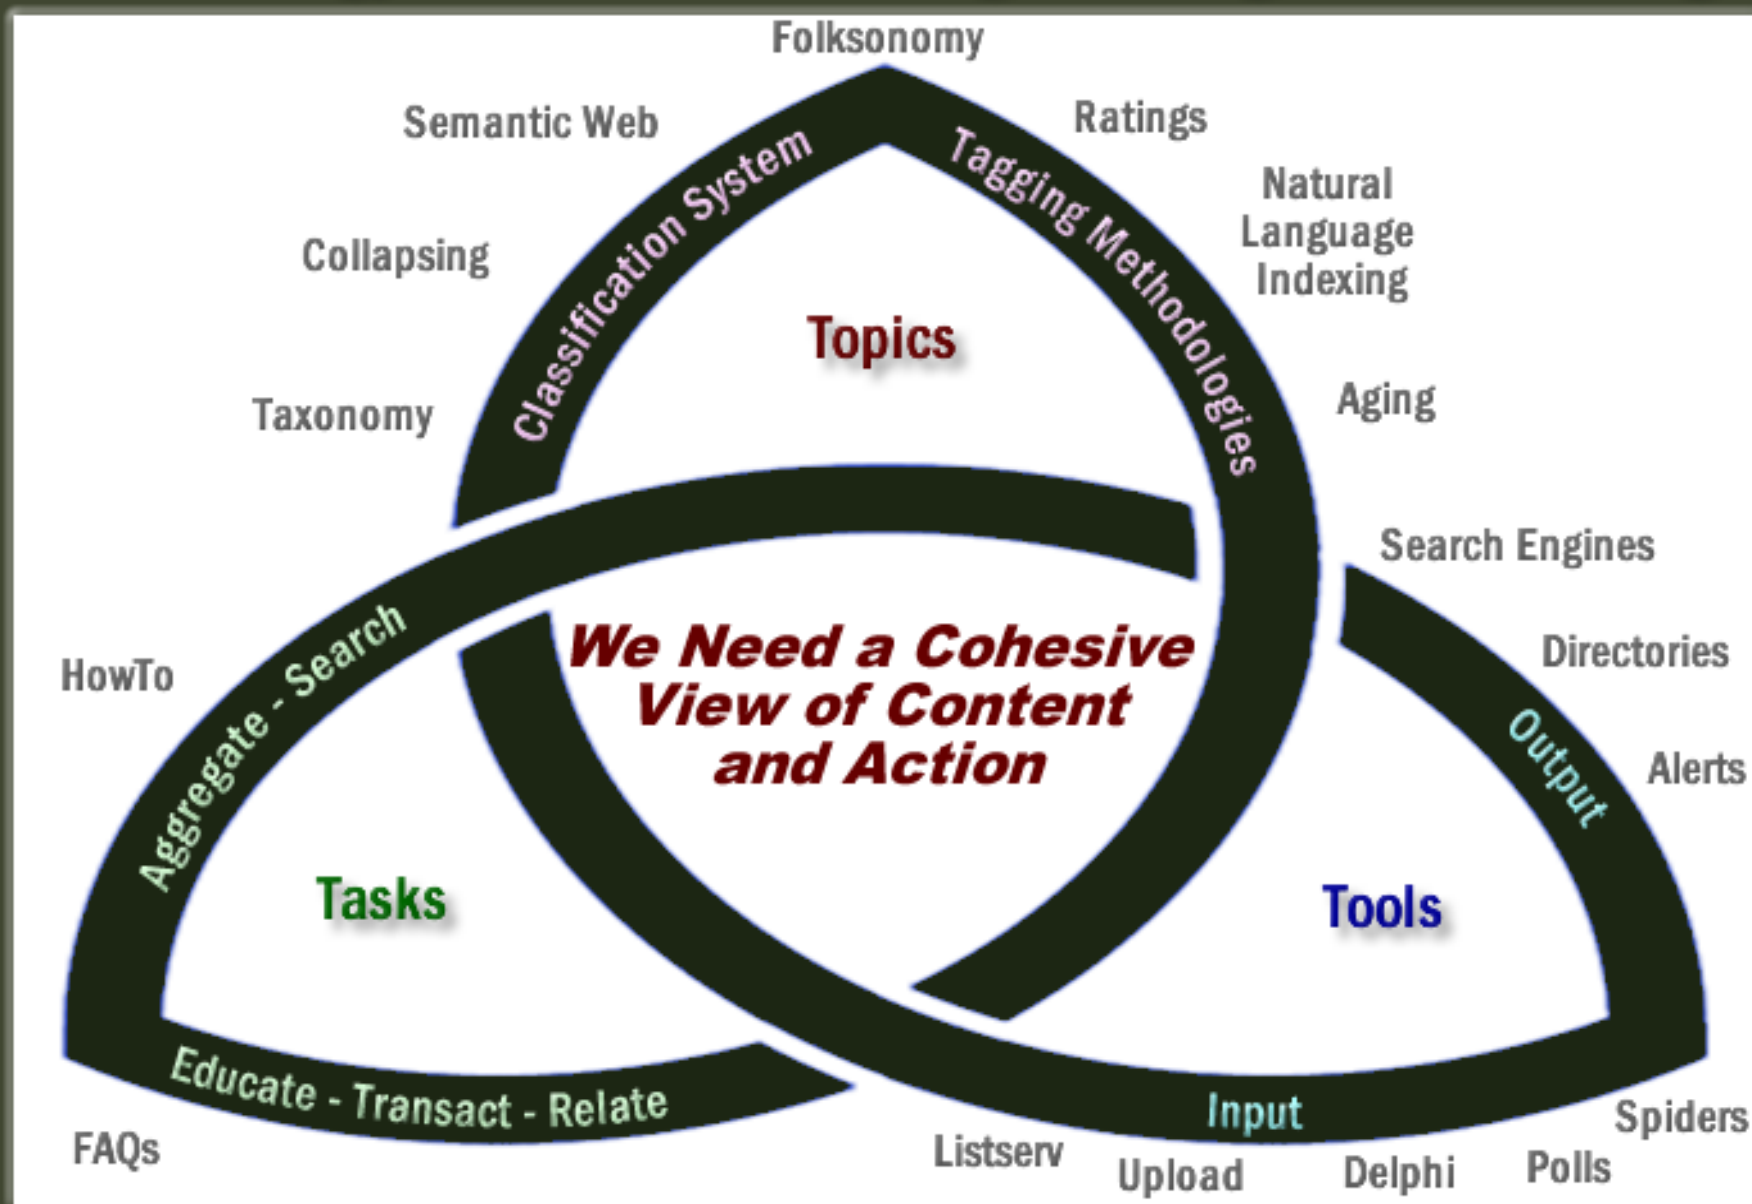 Folksonomy
Semantic Web
Ratings
Classification System
Tagging Methodologies
Natural
Language
Indexing
Collapsing
Topics
Taxonomy
Aging
Search Engines
We Need a Cohesive
View of Content
and Action
HowTo
Aggregate - Search
Directories
Output
Alerts
Tasks
Tools
Educate - Transact - Relate
Input
FAQs
Listserv
Upload
Delphi
Polls
Spiders